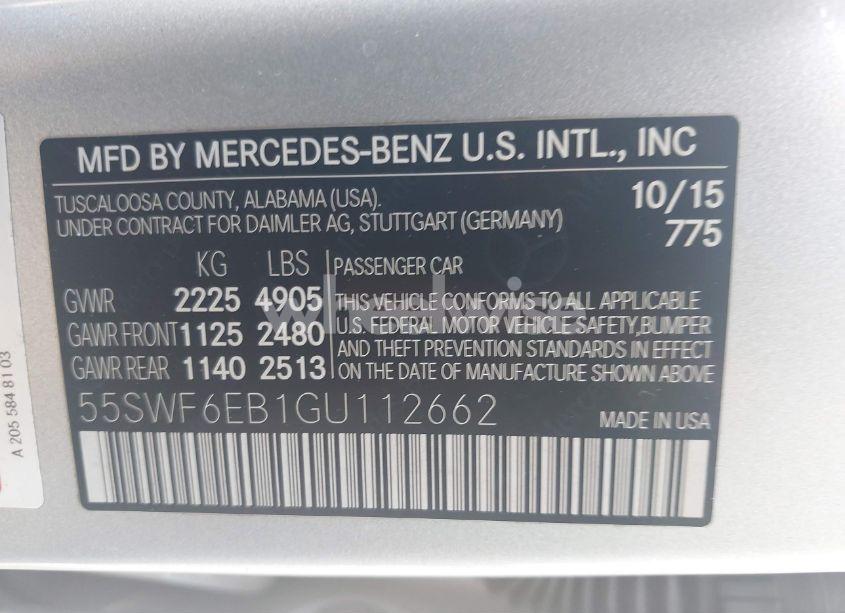 MFD BY MERCEDES-BENZ U.S. INTL., INC
TUSCALOOSA COUNTY, ALABAMA (USA). 10/15
UNDER CONTRACT FOR DAIMLER AG, STUTTGART (GERMANY) 775
KG LBS PASSENGER CAR
GVWR 2225 4905 THIS VEHICLE CONFORMS TO ALL APPLICABLE
GAWR FRONT 1125 2480 U.S. FEDERAL MOTOR VEHICLE SAFETY,BUMPER
GAWR REAR 1140 2513 AND THEFT PREVENTION STANDARDS IN EFFECT
ON THE DATE OF MANUFACTURE SHOWN ABOVE
55SWF6EB1GU112662 MADE IN USA
A 205 584 81 03